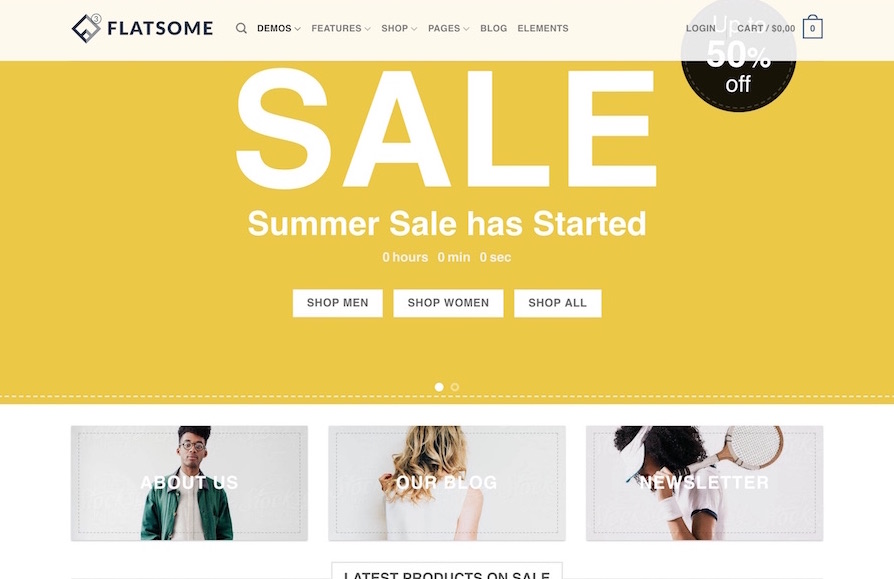 3
FLATSOME
DEMOS FEATURES SHOP PAGES BLOG ELEMENTS
LOGIN CART / $0,00 0
Up to
50%
off
SALE
Summer Sale has Started
0 hours 0 min 0 sec
SHOP MEN SHOP WOMEN SHOP ALL
ABOUT US OUR BLOG NEWSLETTER
LATEST PRODUCTS ON SALE